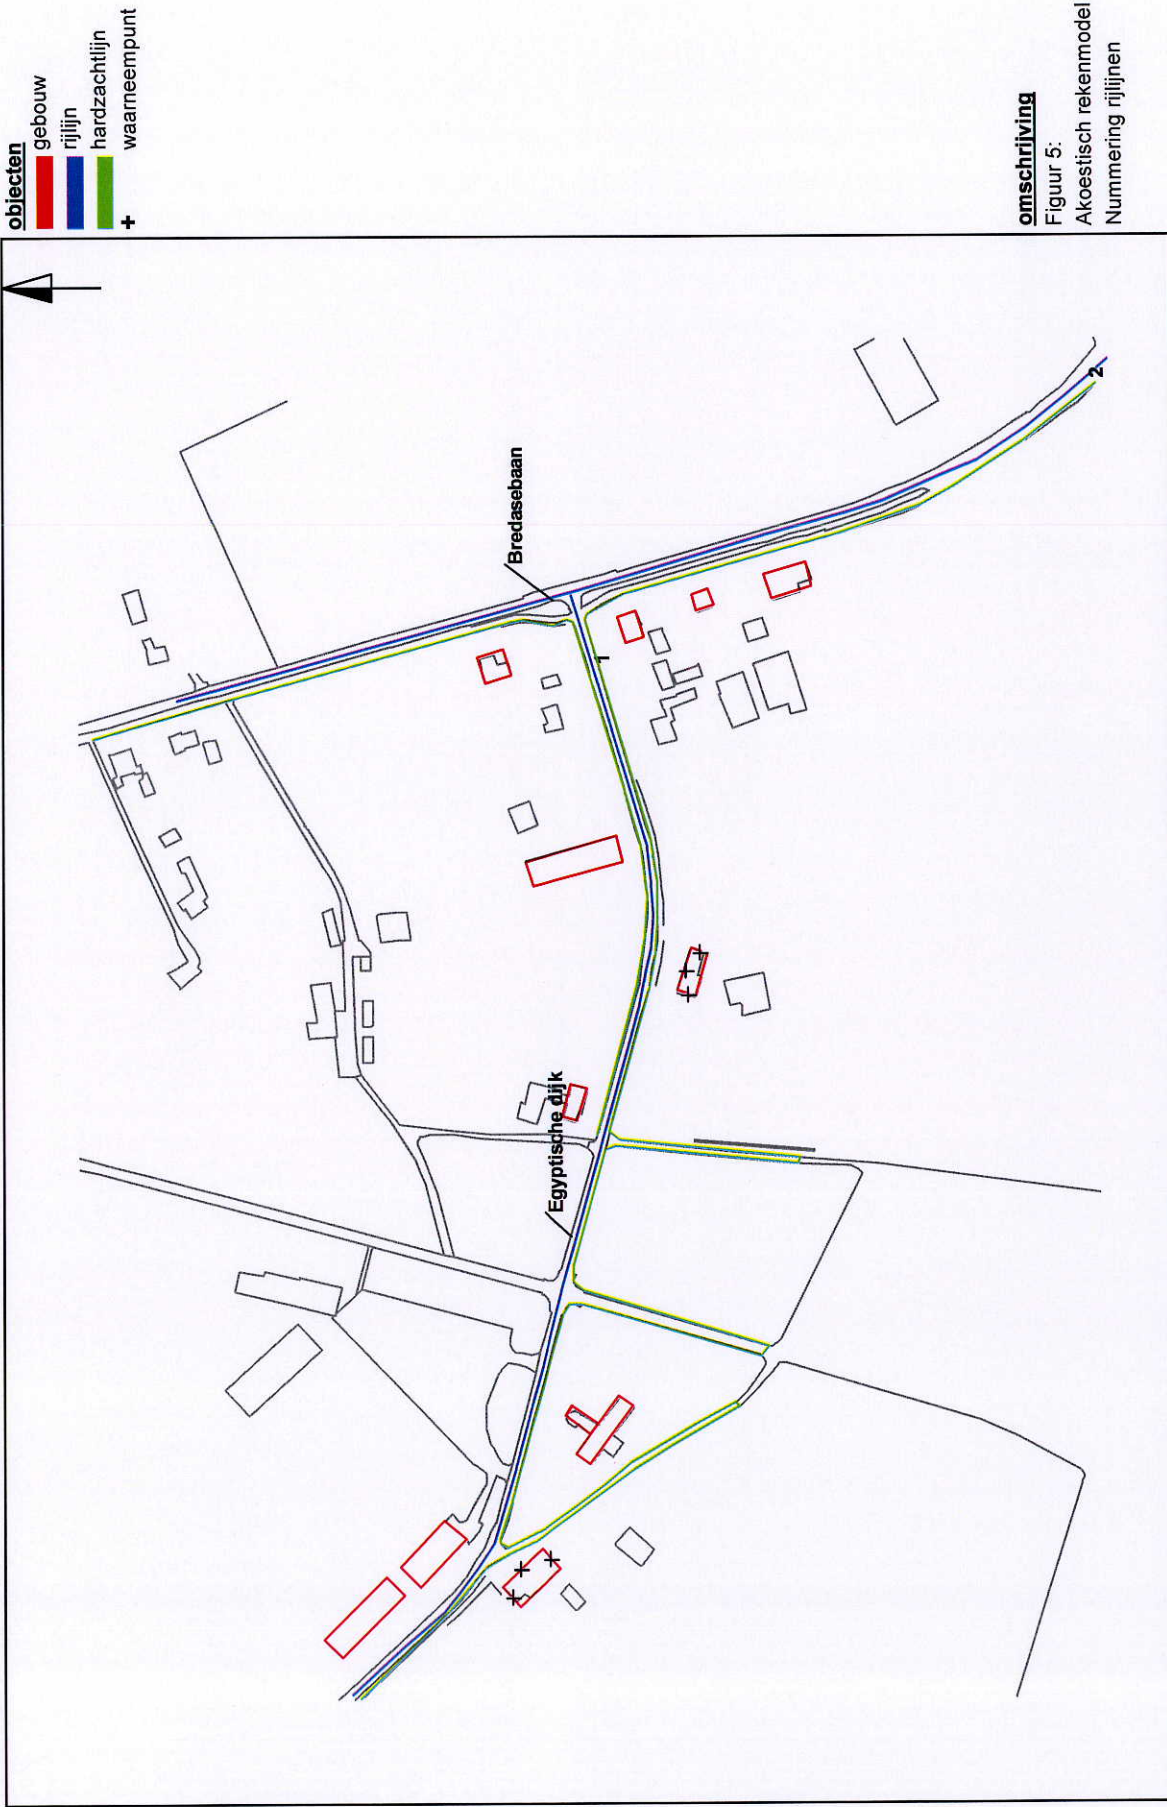 objecten
gebouw
rijlijn
hardzachtlijn
+ waarneempunt
Bredasebaan
Egyptische dijk
1
2
omschrijving
Figuur 5:
Akoestisch rekenmodel
Nummering rijlijnen